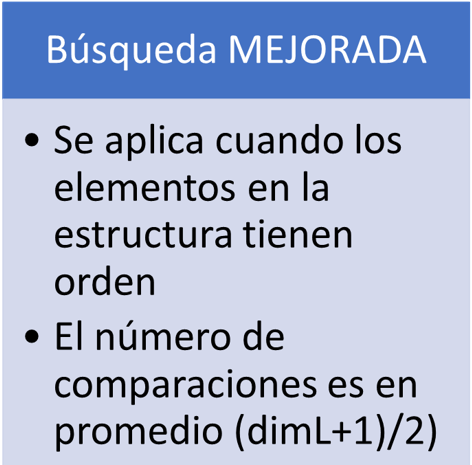 Búsqueda MEJORADA
• Se aplica cuando los
elementos en la
estructura tienen
orden
• El número de
comparaciones es en
promedio (dimL+1)/2)